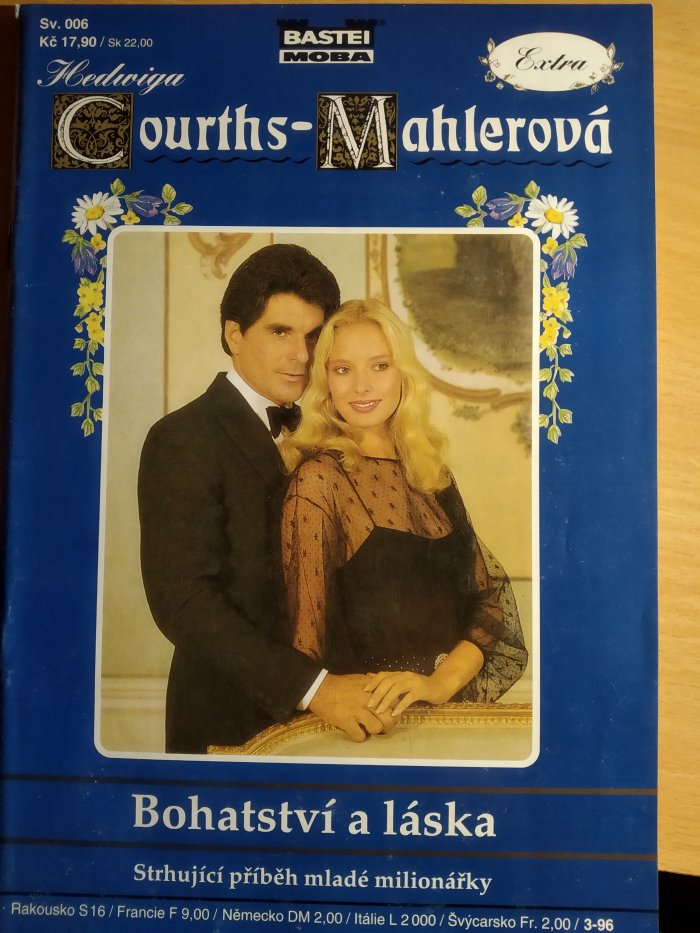 Sv. 006
Kč 17,90 / Sk 22,00
BASTEI
MOBA
Extra
Hedwiga
Courths-Mahlerová
Bohatství a láska
Strhující příběh mladé milionářky
Rakousko S 16 / Francie F 9,00 / Německo DM 2,00 / Itálie L 2 000 / Švýcarsko Fr. 2,00 / 3-96